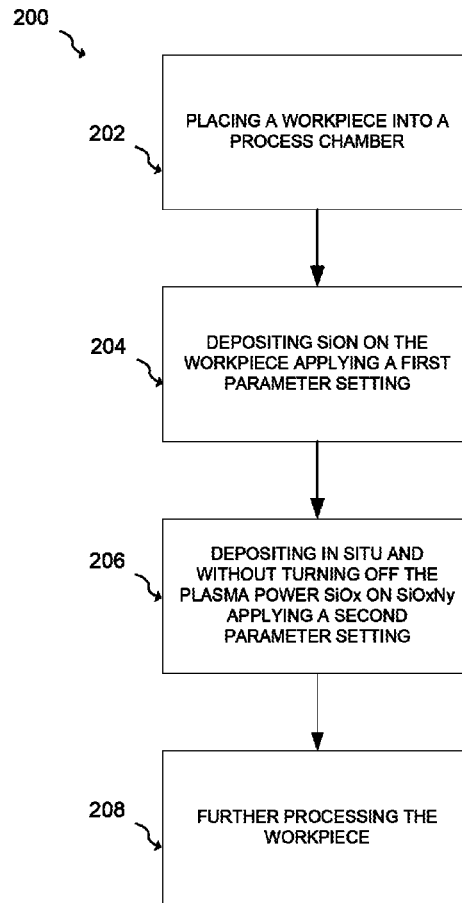 200
202
PLACING A WORKPIECE INTO A
PROCESS CHAMBER
204
DEPOSITING SiON ON THE
WORKPIECE APPLYING A FIRST
PARAMETER SETTING
206
DEPOSITING IN SITU AND
WITHOUT TURNING OFF THE
PLASMA POWER SiOx ON SiOxNy
APPLYING A SECOND
PARAMETER SETTING
208
FURTHER PROCESSING THE
WORKPIECE